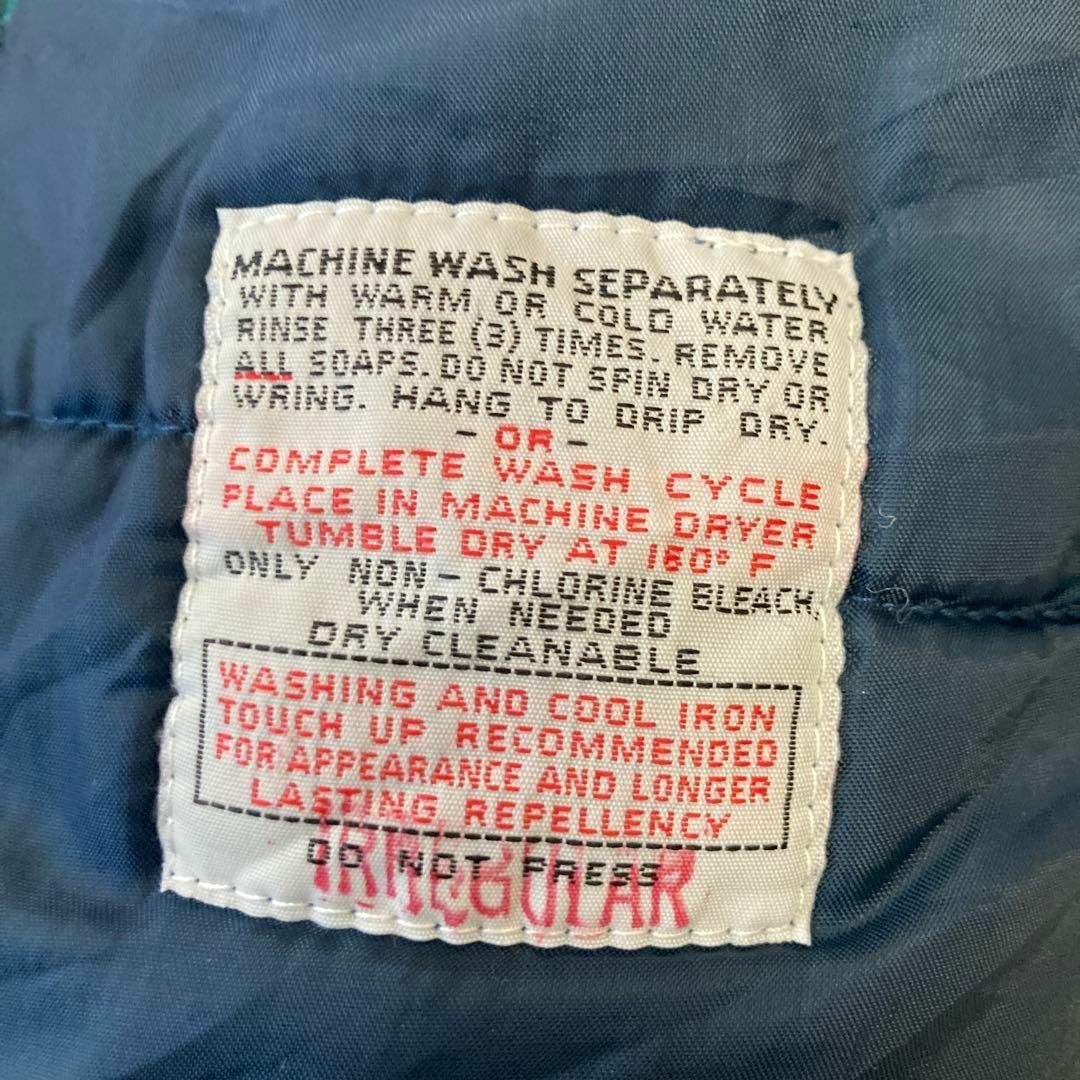 MACHINE WASH SEPARATELY
WITH WARM OR COLD WATER
RINSE THREE (3) TIMES. REMOVE
ALL SOAPS. DO NOT SPIN DRY OR
WRING. HANG TO DRIP DRY.
- OR -
COMPLETE WASH CYCLE
PLACE IN MACHINE DRYER
TUMBLE DRY AT 160° F
ONLY NON - CHLORINE BLEACH,
WHEN NEEDED
DRY CLEANABLE
WASHING AND COOL IRON
TOUCH UP RECOMMENDED
FOR APPEARANCE AND LONGER
LASTING REPELLENCY
DO NOT PRESS
IRREGULAR